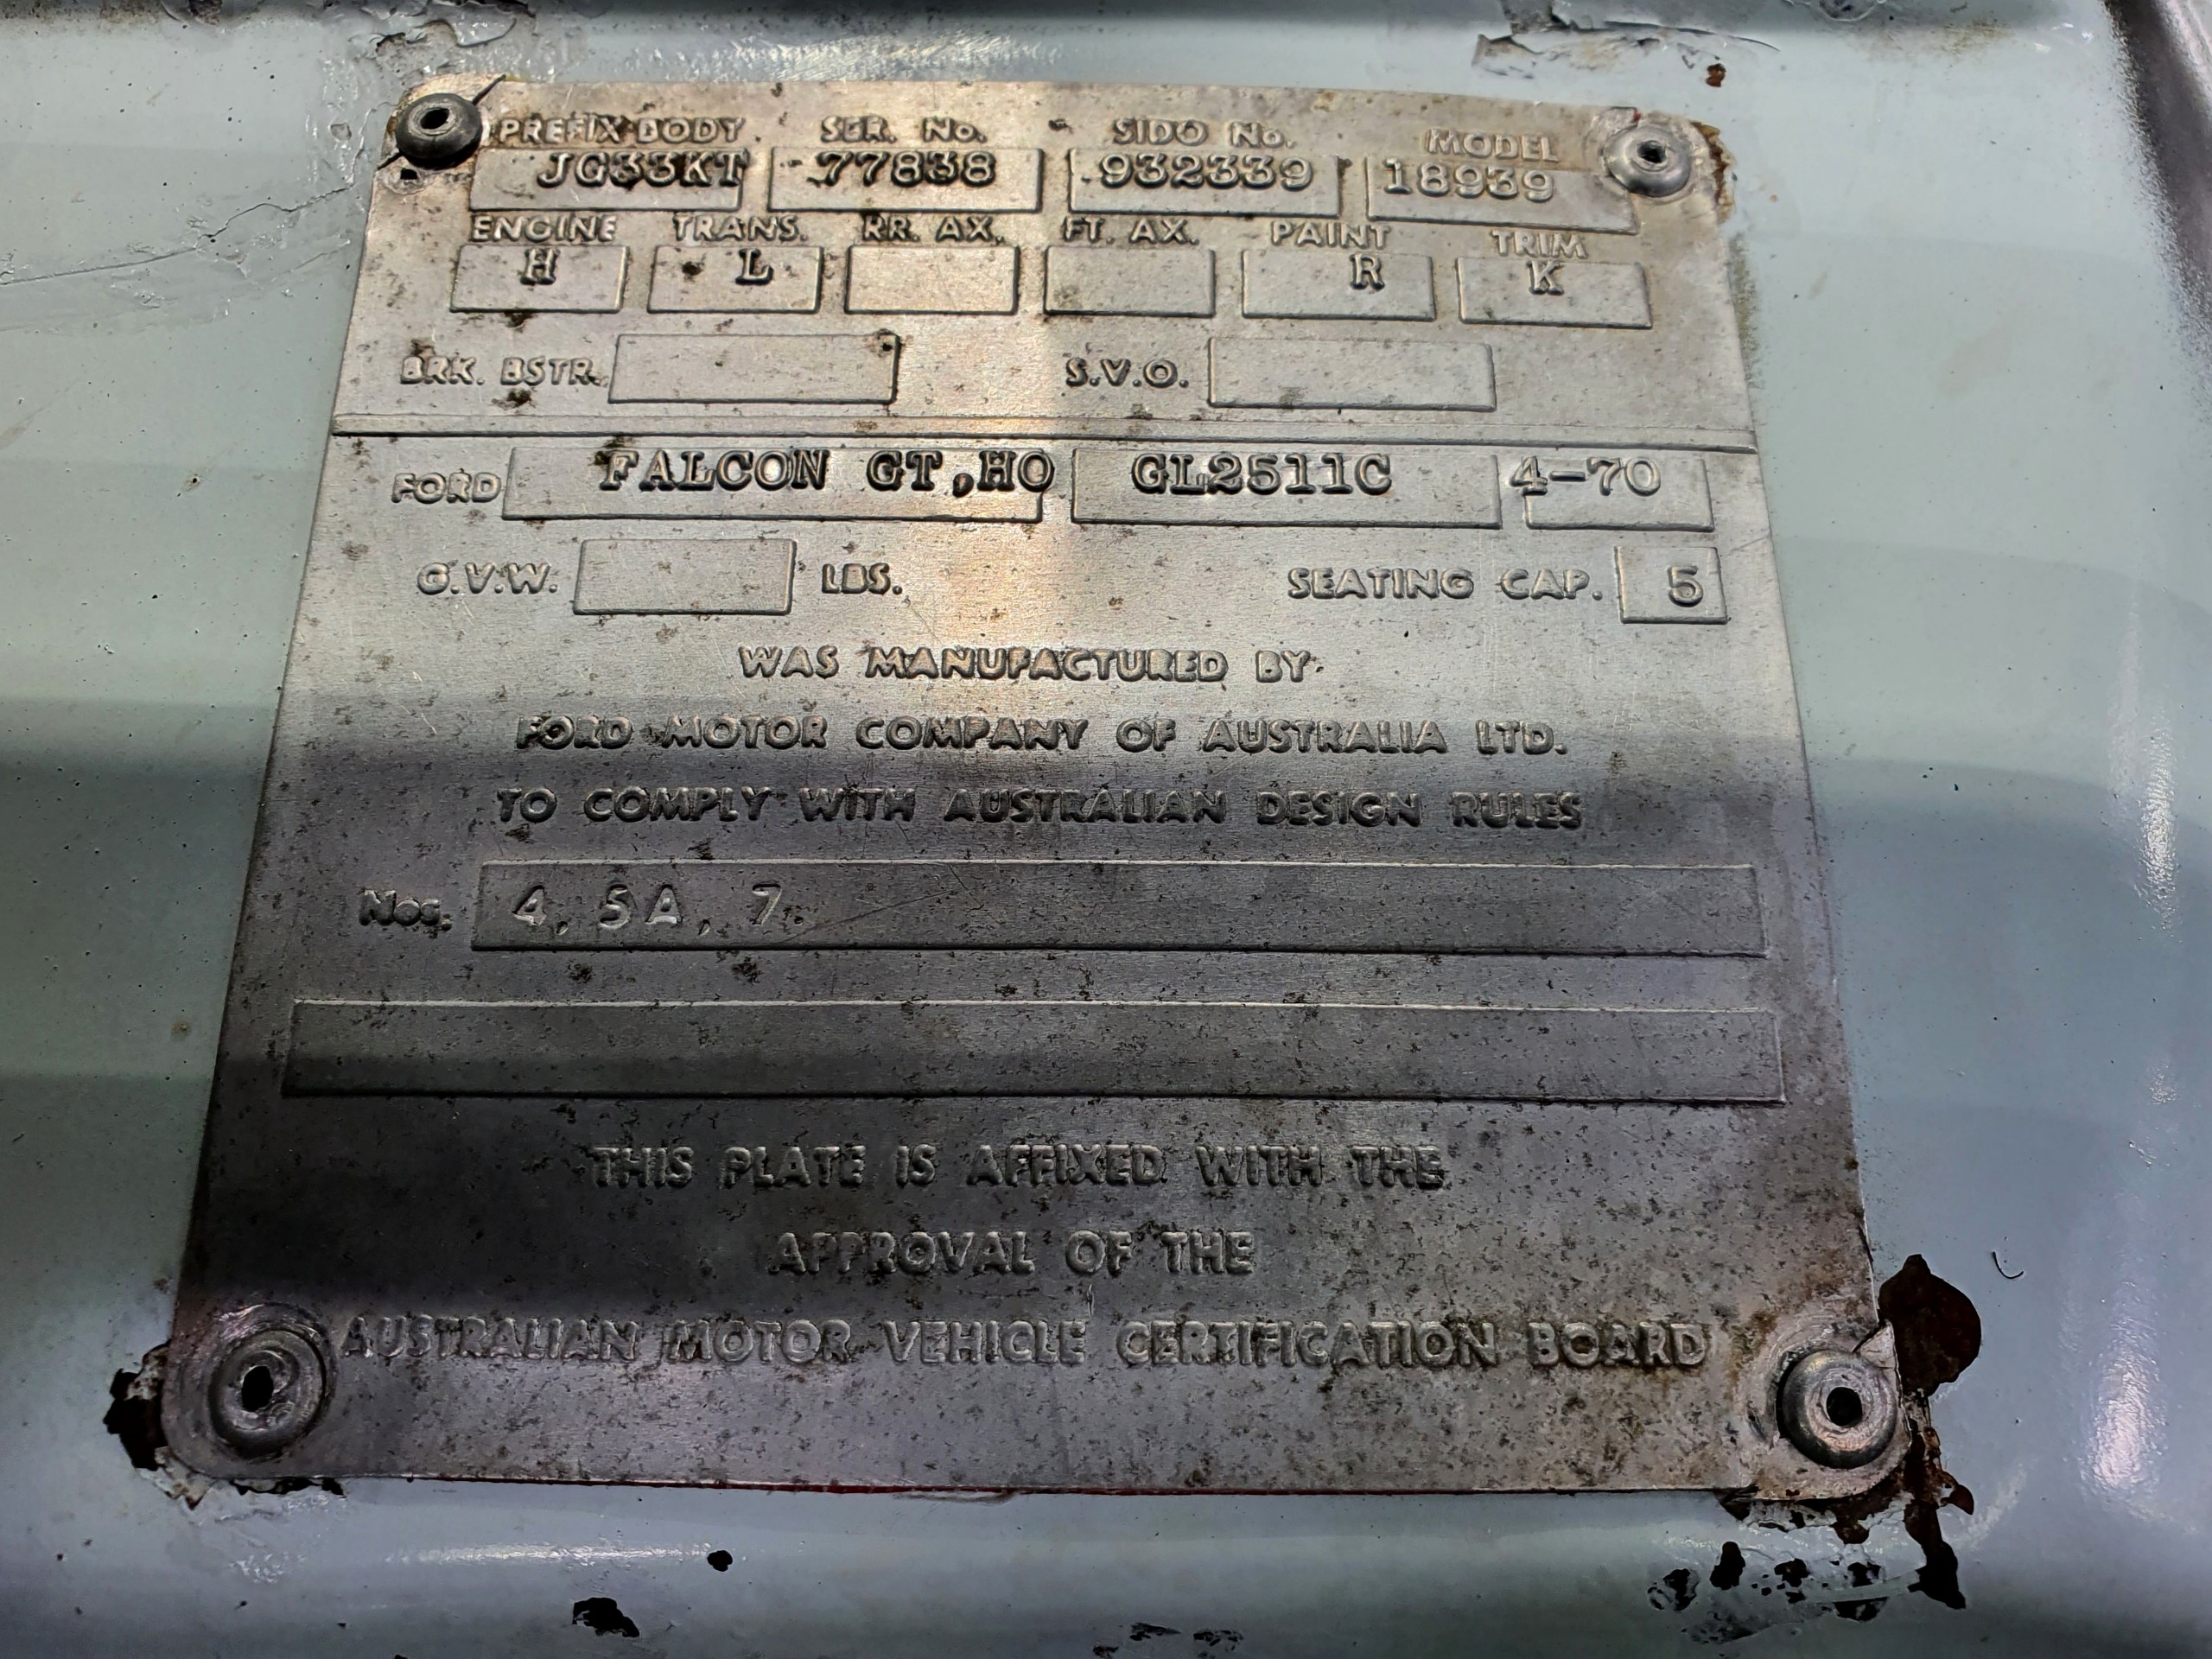 PREFIX BODY SER. No. SIDO No. MODEL
JG33KT 77838 932339 18939
ENGINE TRANS. RR. AX. FT. AX. PAINT TRIM
H L R K
BRK. BSTR. S.V.O.
FORD FALCON GT,HO GL2511C 4-70
G.V.W. LBS. SEATING CAP. 5
WAS MANUFACTURED BY
FORD MOTOR COMPANY OF AUSTRALIA LTD.
TO COMPLY WITH AUSTRALIAN DESIGN RULES
Nos. 4, 5A, 7.
THIS PLATE IS AFFIXED WITH THE
APPROVAL OF THE
AUSTRALIAN MOTOR VEHICLE CERTIFICATION BOARD